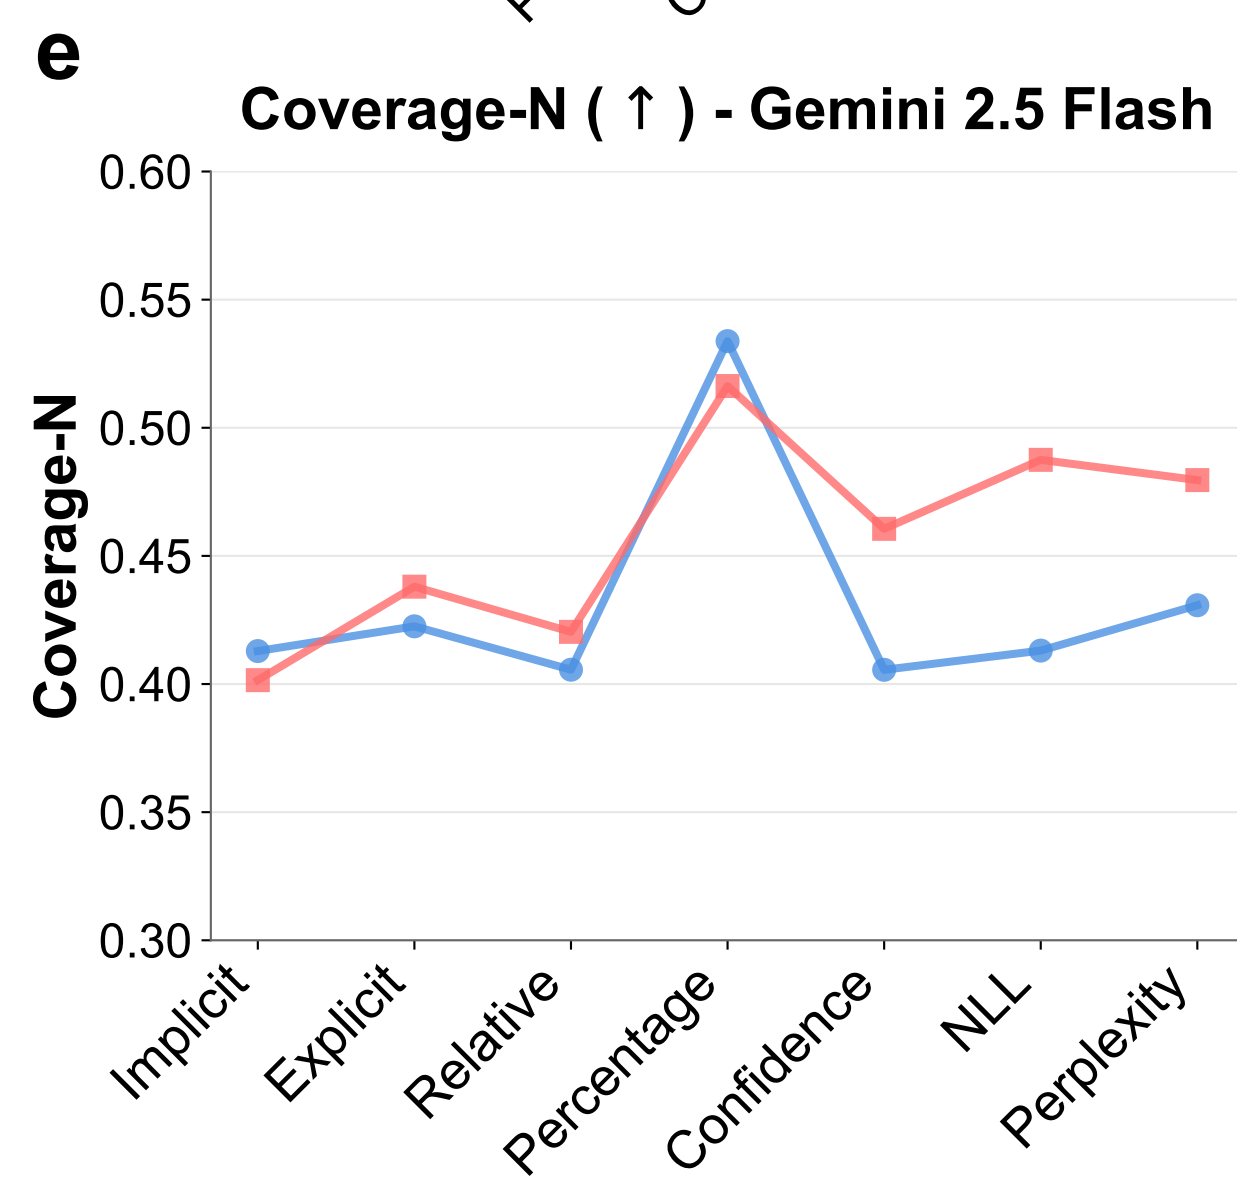 e
Coverage-N ( ↑ ) - Gemini 2.5 Flash
0.60
0.55
0.50
0.45
0.40
0.35
0.30
Coverage-N
Implicit
Explicit
Relative
Percentage
Confidence
NLL
Perplexity